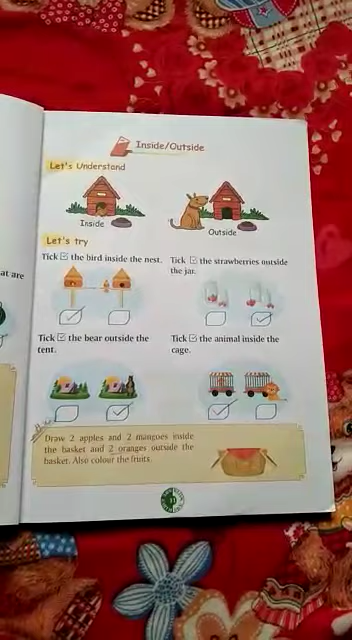 Inside/Outside
Let's Understand
Inside
Outside
Let's try
Tick ☑ the bird inside the nest.
Tick ☑ the strawberries outside
the jar.
at are
Tick ☑ the bear outside the
tent.
Tick ☑ the animal inside the
cage.
Draw 2 apples and 2 mangoes inside
the basket and 2 oranges outside the
basket. Also colour the fruits.